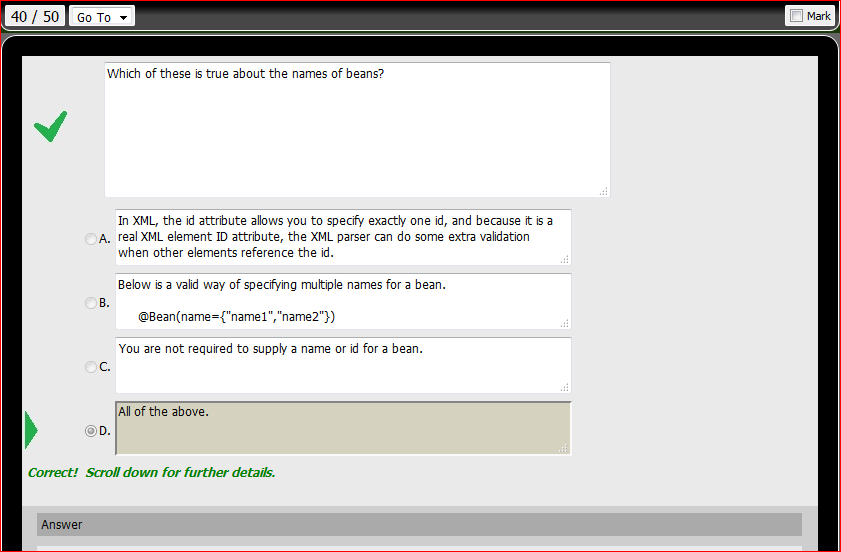 40 / 50 Go To Mark
Which of these is true about the names of beans?
A. In XML, the id attribute allows you to specify exactly one id, and because it is a
real XML element ID attribute, the XML parser can do some extra validation
when other elements reference the id.
B. Below is a valid way of specifying multiple names for a bean.
@Bean(name={"name1","name2"})
C. You are not required to supply a name or id for a bean.
D. All of the above.
Correct! Scroll down for further details.
Answer